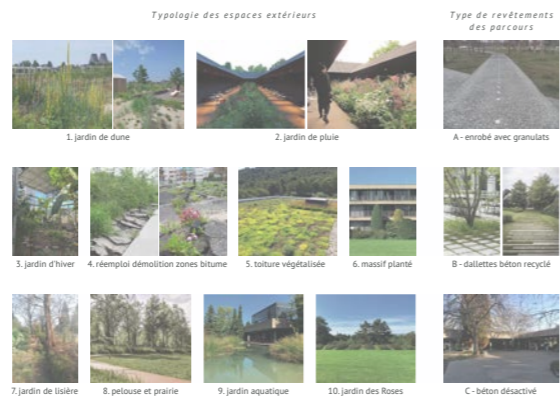 Typologie des espaces extérieurs
Type de revêtements
des parcours
1. jardin de dune
2. jardin de pluie
A - enrobé avec granulats
3. jardin d'hiver
4. réemploi démolition zones bitume
5. toiture végétalisée
6. massif planté
B - dallettes béton recyclé
7. jardin de lisière
8. pelouse et prairie
9. jardin aquatique
10. jardin des Roses
C - béton désactivé